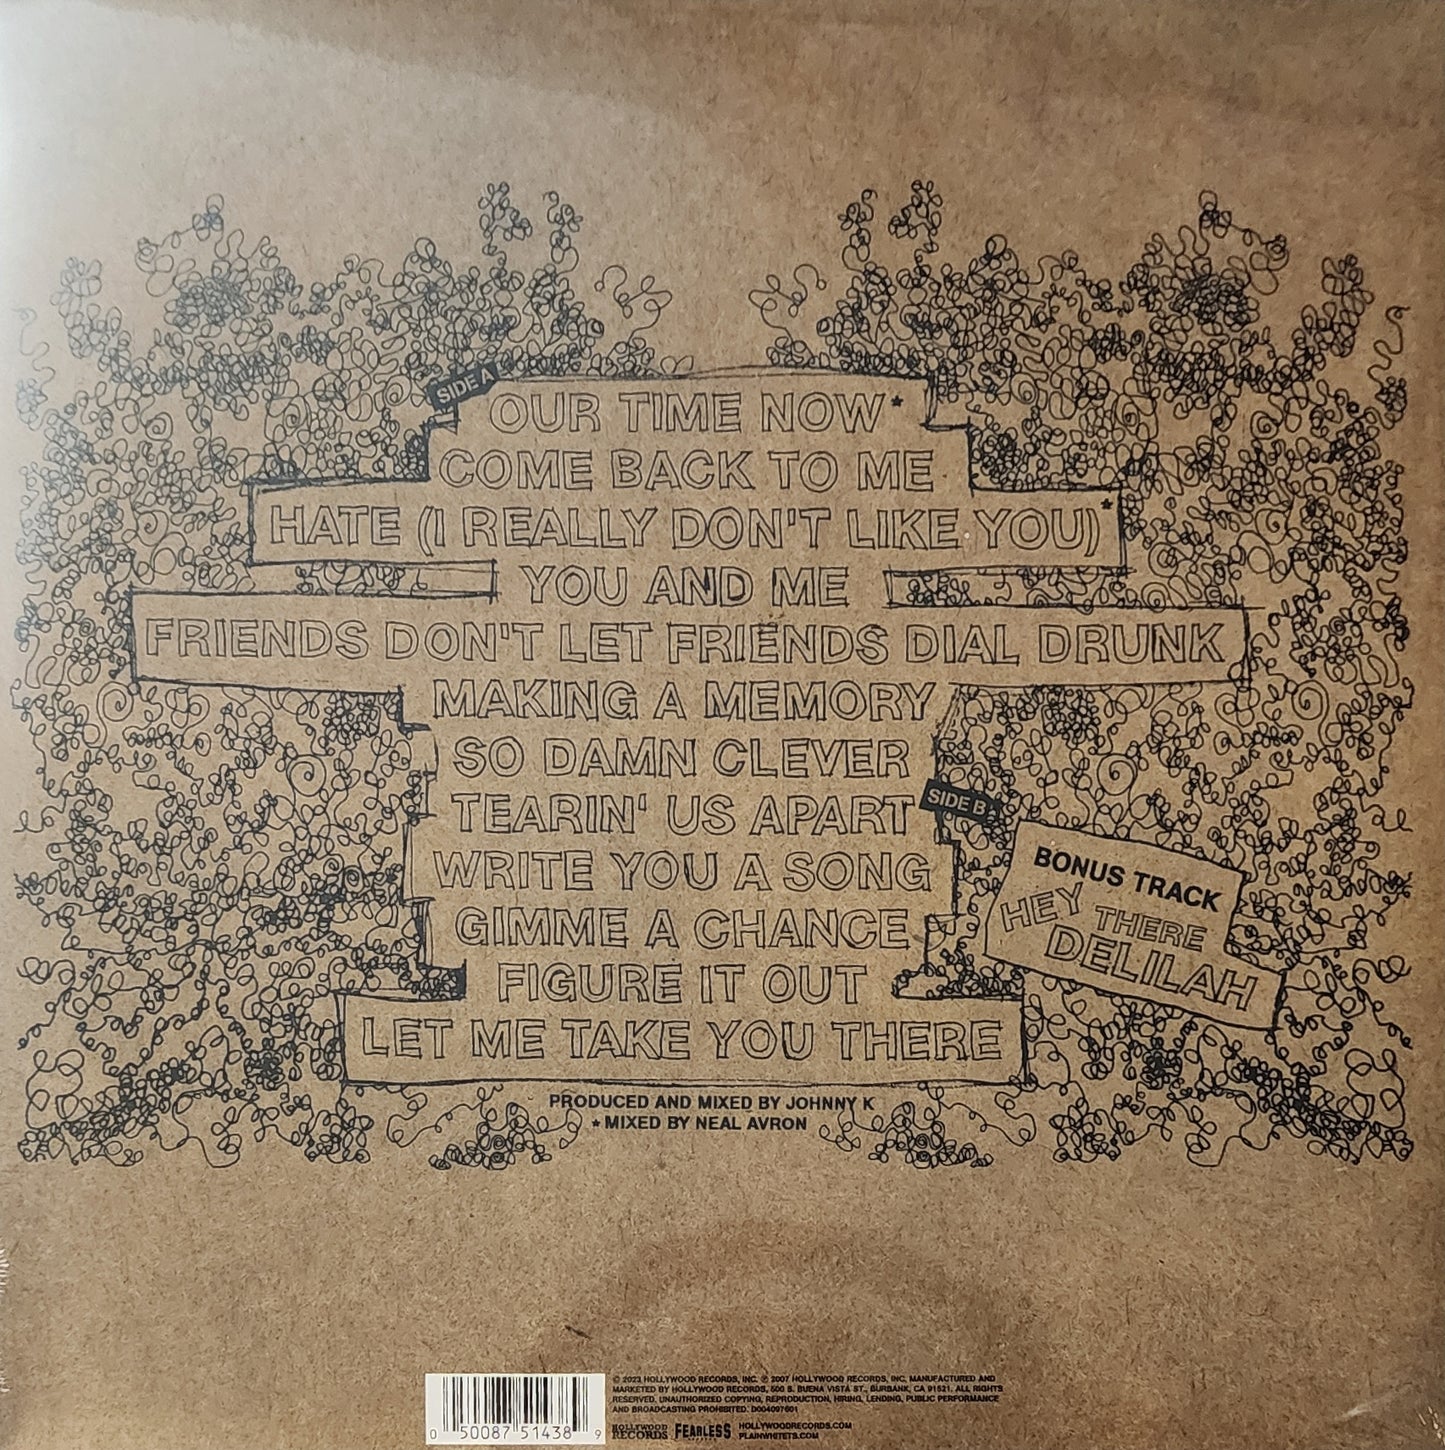 SIDE A
OUR TIME NOW*
COME BACK TO ME
HATE (I REALLY DON'T LIKE YOU)*
YOU AND ME
FRIENDS DON'T LET FRIENDS DIAL DRUNK
MAKING A MEMORY
SO DAMN CLEVER
SIDE B
TEARIN' US APART
WRITE YOU A SONG
GIMME A CHANCE
FIGURE IT OUT
LET ME TAKE YOU THERE
BONUS TRACK
HEY THERE
DELILAH
PRODUCED AND MIXED BY JOHNNY K
*MIXED BY NEAL AVRON
© 2023 HOLLYWOOD RECORDS, INC. ℗ 2007 HOLLYWOOD RECORDS, INC. MANUFACTURED AND
MARKETED BY HOLLYWOOD RECORDS, 500 S. BUENA VISTA ST., BURBANK, CA 91521. ALL RIGHTS
RESERVED. UNAUTHORIZED COPYING, REPRODUCTION, HIRING, LENDING, PUBLIC PERFORMANCE
AND BROADCASTING PROHIBITED. D004097601
0 50087 51438 9
HOLLYWOOD
RECORDS
FEARLESS
RECORDS
HOLLYWOODRECORDS.COM
PLAINWHITETS.COM